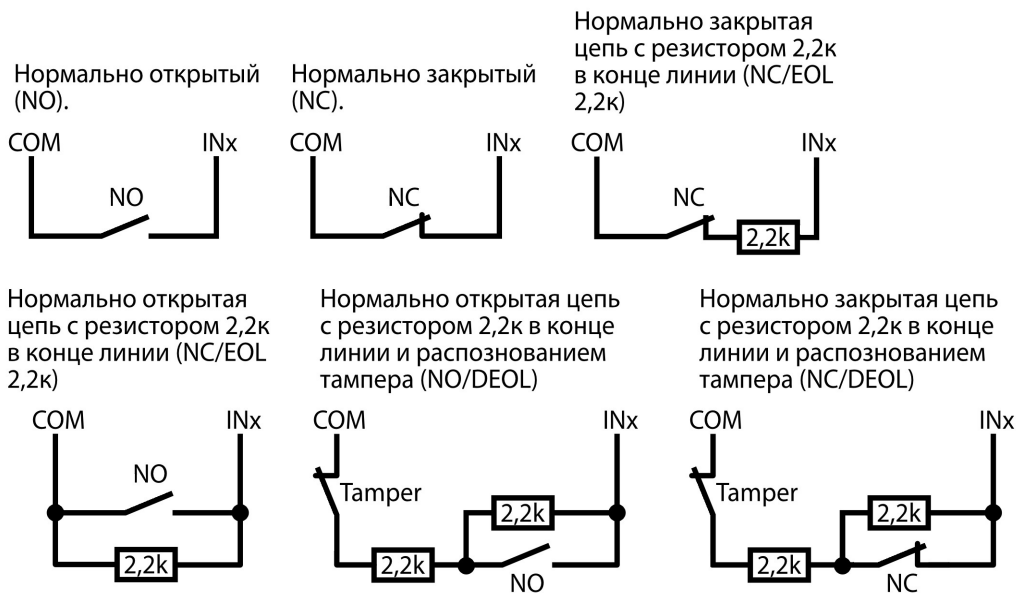 Нормально открытый
(NO).
COM
INx
NO
Нормально закрытый
(NC).
COM
INx
NC
Нормально закрытая
цепь с резистором 2,2к
в конце линии (NC/EOL
2,2к)
COM
INx
NC
2,2k
Нормально открытая
цепь с резистором 2,2к
в конце линии (NC/EOL
2,2к)
COM
INx
NO
2,2k
Нормально открытая цепь
с резистором 2,2к в конце
линии и распознованием
тампера (NO/DEOL)
COM
INx
Tamper
2,2k
2,2k
NO
Нормально закрытая цепь
с резистором 2,2к в конце
линии и распознованием
тампера (NC/DEOL)
COM
INx
Tamper
2,2k
2,2k
NC